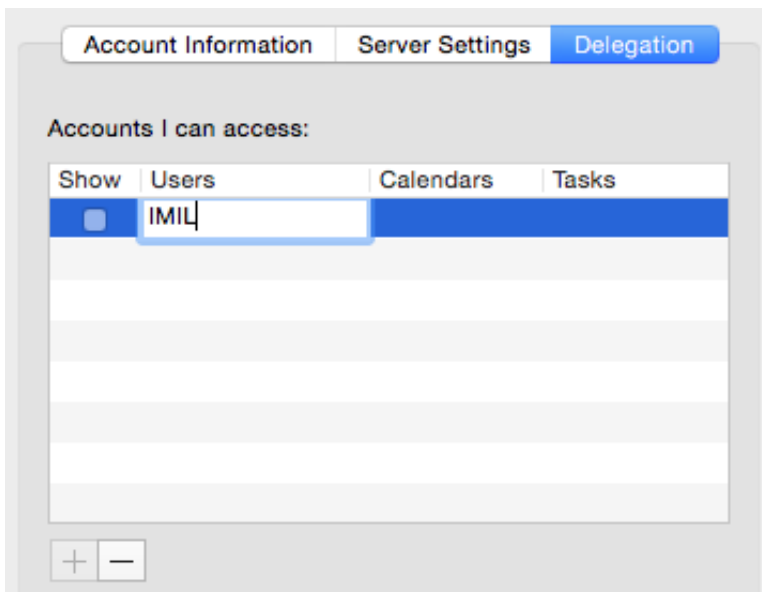 Account Information Server Settings Delegation
Accounts I can access:
Show Users Calendars Tasks
IMIL